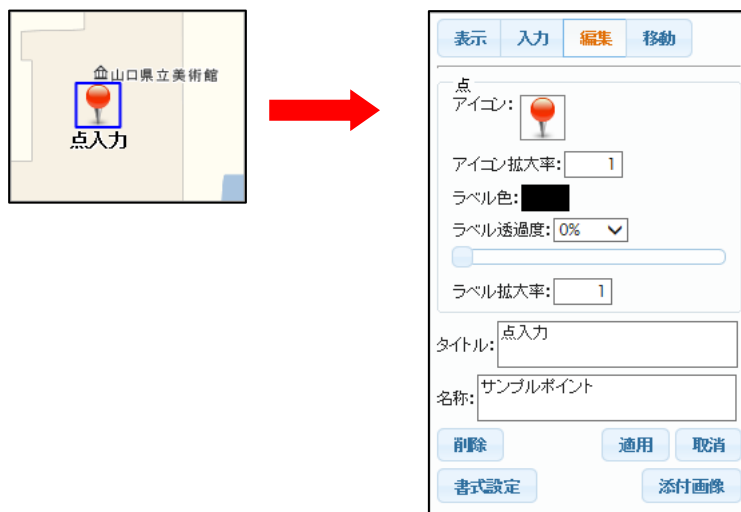 山口県立美術館
点入力
表示 入力 編集 移動
点
アイコン:
アイコン拡大率: 1
ラベル色:
ラベル透過度: 0%
ラベル拡大率: 1
タイトル: 点入力
名称: サンプルポイント
削除 適用 取消
書式設定 添付画像